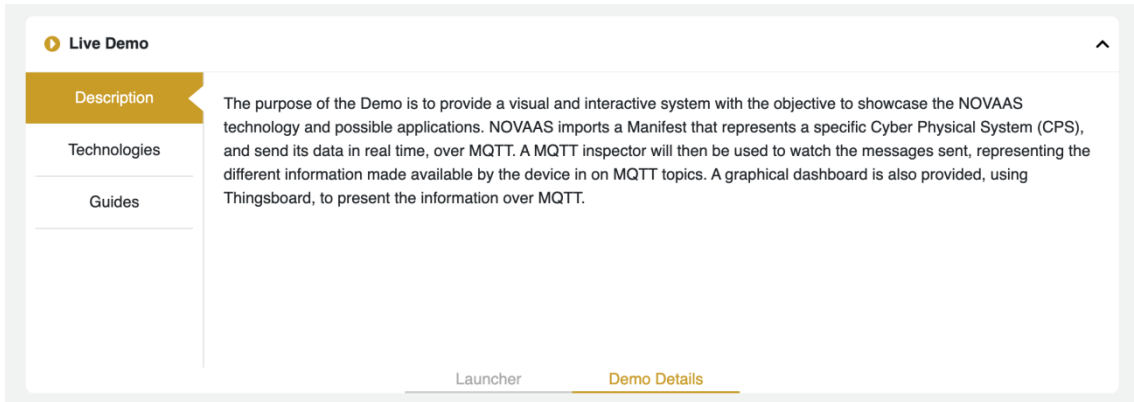 Live Demo
Description
The purpose of the Demo is to provide a visual and interactive system with the objective to showcase the NOVAAS
technology and possible applications. NOVAAS imports a Manifest that represents a specific Cyber Physical System (CPS),
and send its data in real time, over MQTT. A MQTT inspector will then be used to watch the messages sent, representing the
different information made available by the device in on MQTT topics. A graphical dashboard is also provided, using
Thingsboard, to present the information over MQTT.
Technologies
Guides
Launcher
Demo Details